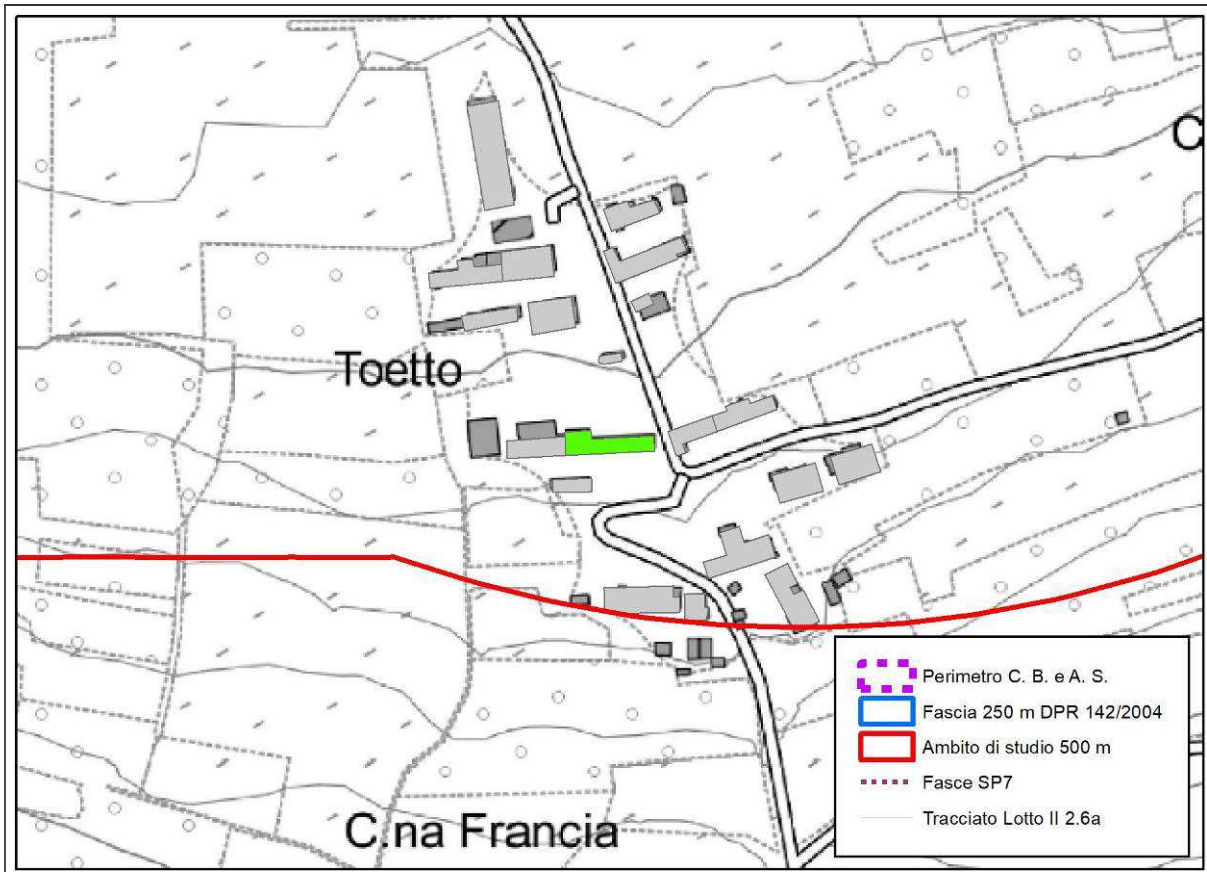 C
Toetto
C.na Francia
Perimetro C. B. e A. S.
Fascia 250 m DPR 142/2004
Ambito di studio 500 m
Fasce SP7
Tracciato Lotto II 2.6a